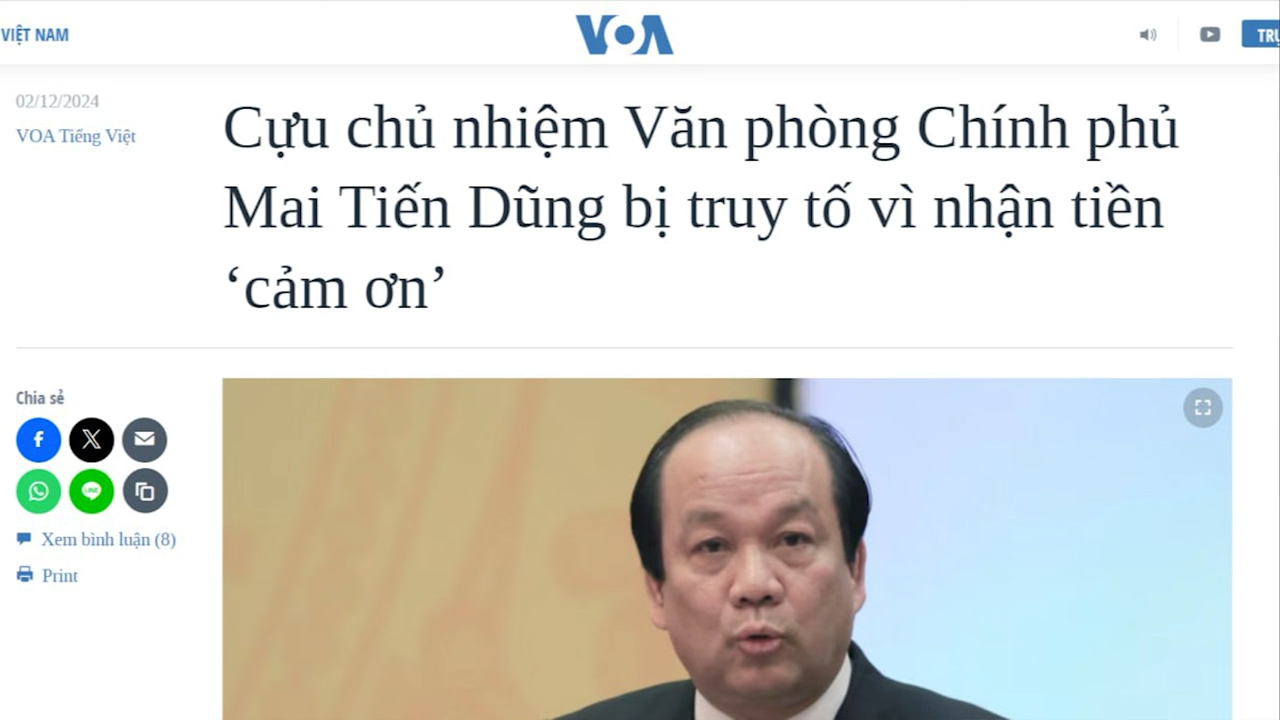 VIỆT NAM
VOA
02/12/2024
VOA Tiếng Việt
Cựu chủ nhiệm Văn phòng Chính phủ
Mai Tiến Dũng bị truy tố vì nhận tiền
‘cảm ơn’
Chia sẻ
LINE
Xem bình luận (8)
Print